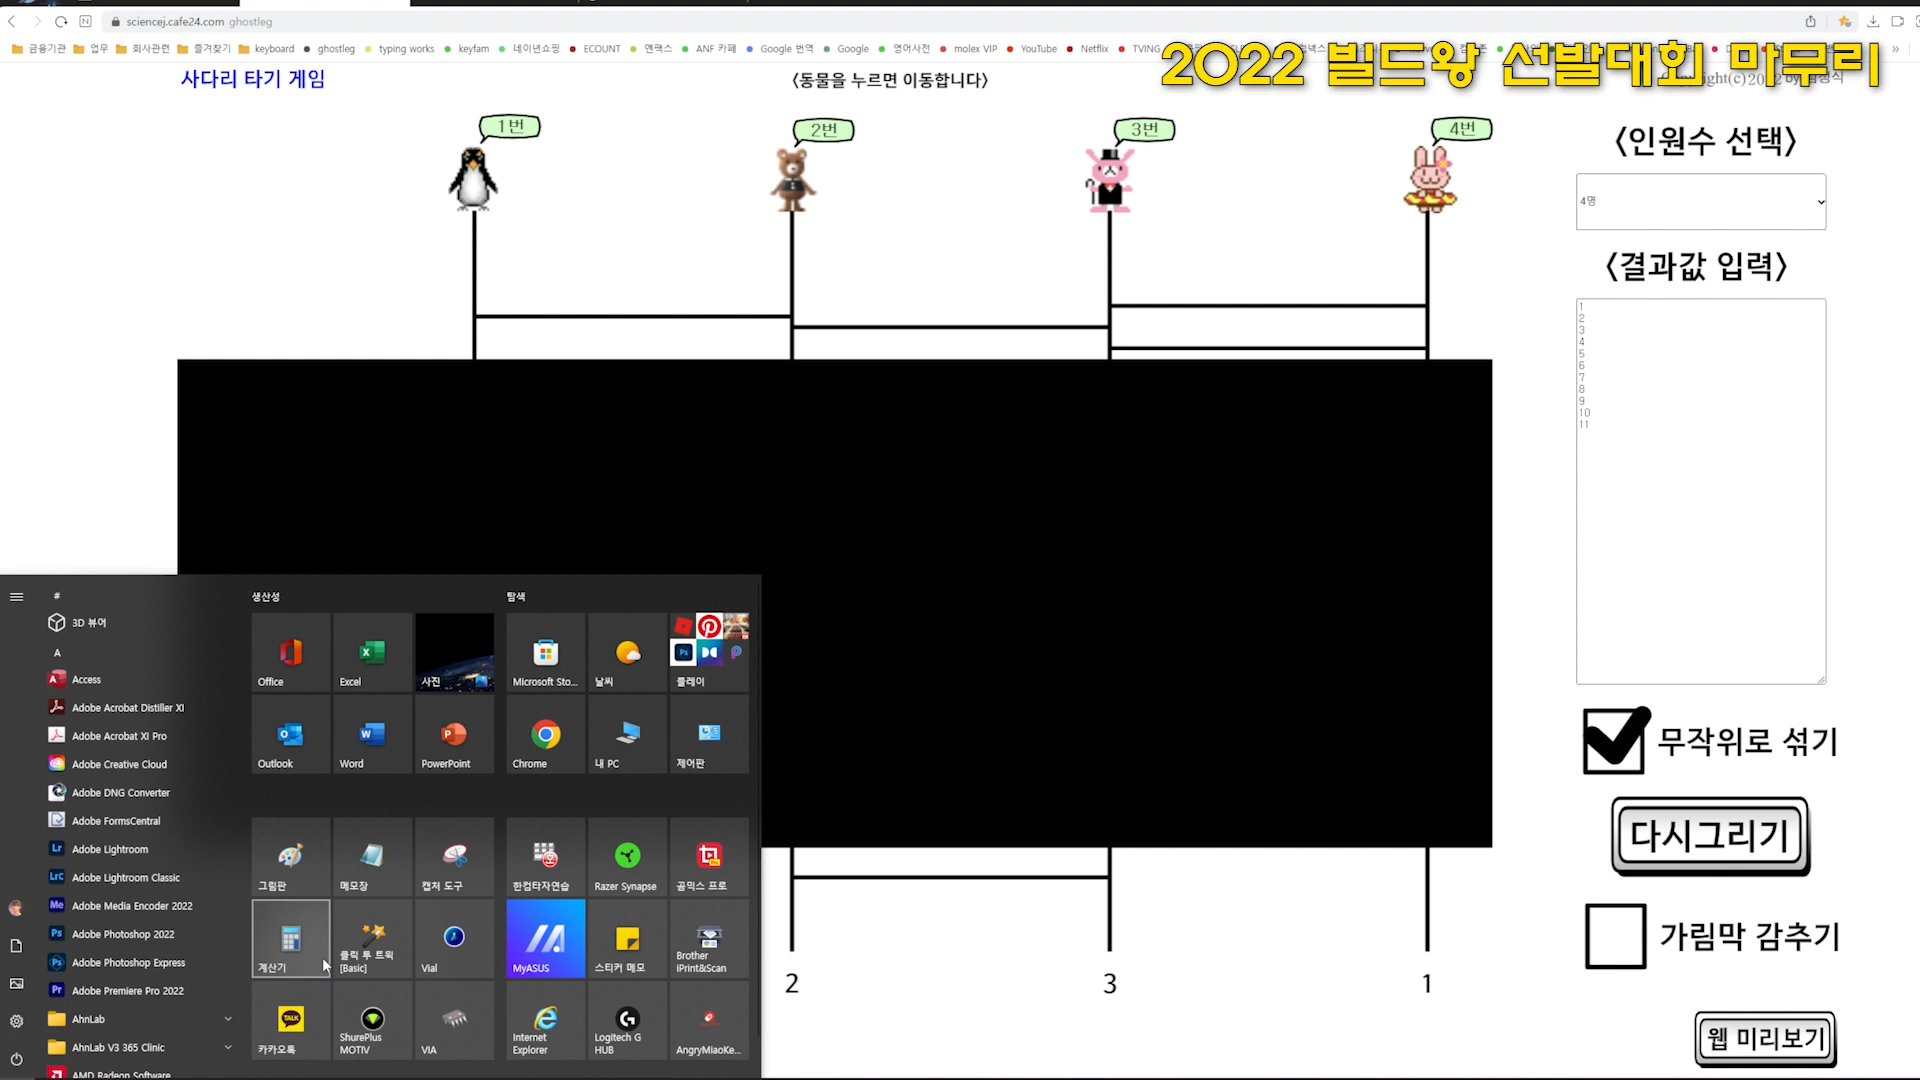 sciencej.cafe24.com ghostleg
금융기관 업무 회사관련 즐겨찾기 keyboard ghostleg typing works keyfam 네이년쇼핑 ECOUNT 앤팩스 ANF 카페 Google 번역 Google 영어사전 molex VIP YouTube Netflix TVING
2022 빌드왕 선발대회 마무리
사다리 타기 게임
<동물을 누르면 이동합니다>
1번
2번
3번
4번
<인원수 선택>
4명
<결과값 입력>
1
2
3
4
5
6
7
8
9
10
11
무작위로 섞기
다시그리기
가림막 감추기
웹 미리보기
2
3
1
#
3D 뷰어
A
Access
Adobe Acrobat Distiller XI
Adobe Acrobat XI Pro
Adobe Creative Cloud
Adobe DNG Converter
Adobe FormsCentral
Adobe Lightroom
Adobe Lightroom Classic
Adobe Media Encoder 2022
Adobe Photoshop 2022
Adobe Photoshop Express
Adobe Premiere Pro 2022
AhnLab
AhnLab V3 365 Clinic
AMD Radeon Software
생산성
탐색
Office
Excel
사진
Microsoft Sto...
날씨
플레이
Outlook
Word
PowerPoint
Chrome
내 PC
제어판
그림판
메모장
캡처 도구
한컴타자연습
Razer Synapse
곰믹스 프로
계산기
클릭 투 트윅
[Basic]
Vial
MyASUS
스티커 메모
Brother
iPrint&Scan
카카오톡
ShurePlus
MOTIV
VIA
Internet
Explorer
Logitech G
HUB
AngryMiaoKe...